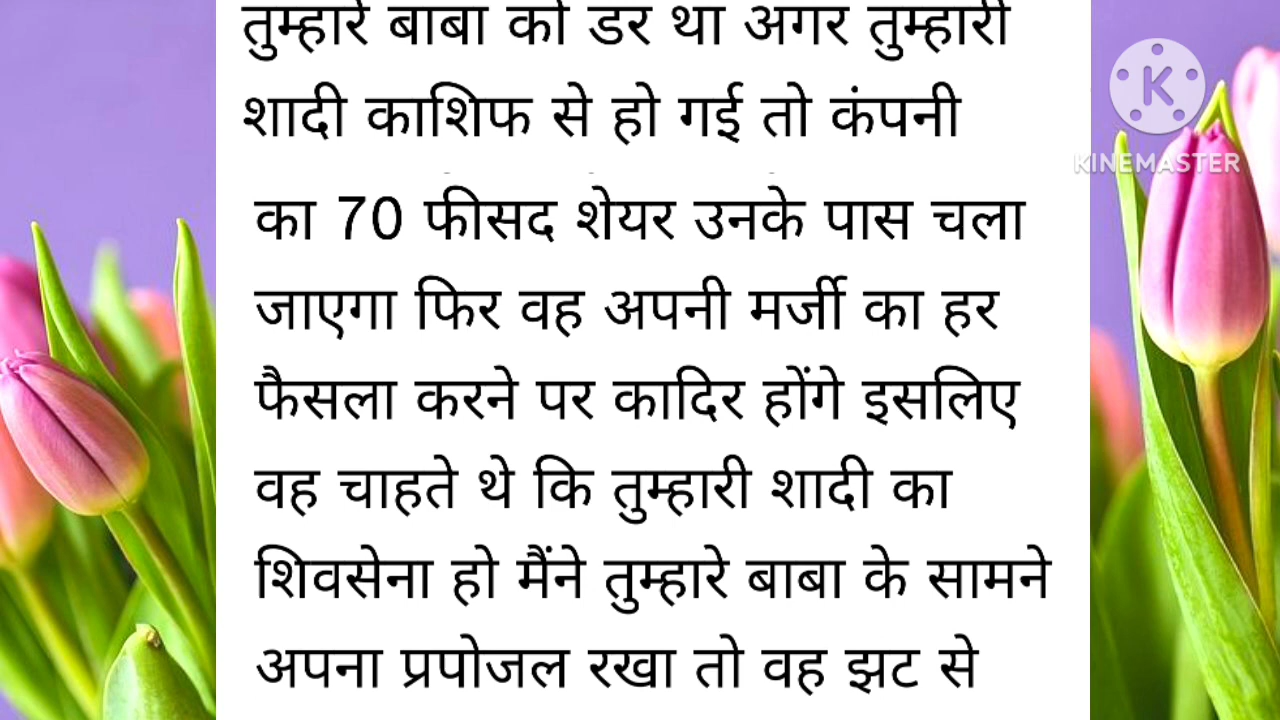 तुम्हारे बाबा को डर था अगर तुम्हारी
शादी काशिफ से हो गई तो कंपनी
का 70 फीसद शेयर उनके पास चला
जाएगा फिर वह अपनी मर्जी का हर
फैसला करने पर कादिर होंगे इसलिए
वह चाहते थे कि तुम्हारी शादी का
शिवसेना हो मैंने तुम्हारे बाबा के सामने
अपना प्रपोजल रखा तो वह झट से
K
KINEMASTER